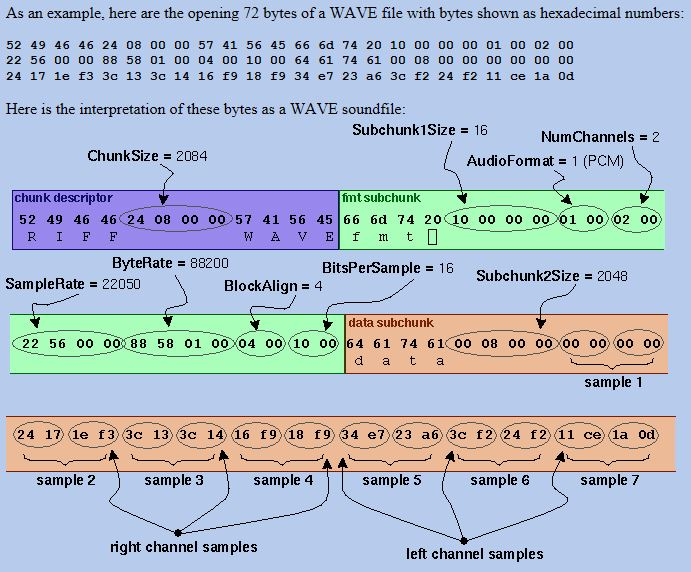 As an example, here are the opening 72 bytes of a WAVE file with bytes shown as hexadecimal numbers:
52 49 46 46 24 08 00 00 57 41 56 45 66 6d 74 20 10 00 00 00 01 00 02 00
22 56 00 00 88 58 01 00 04 00 10 00 64 61 74 61 00 08 00 00 00 00 00 00
24 17 1e f3 3c 13 3c 14 16 f9 18 f9 34 e7 23 a6 3c f2 24 f2 11 ce 1a 0d
Here is the interpretation of these bytes as a WAVE soundfile:
Subchunk1Size = 16
NumChannels = 2
ChunkSize = 2084
AudioFormat = 1 (PCM)
chunk descriptor
fmt subchunk
52 49 46 46 24 08 00 00 57 41 56 45 66 6d 74 20 10 00 00 00 01 00 02 00
R I F F W A V E f m t
ByteRate = 88200
BitsPerSample = 16
SampleRate = 22050
BlockAlign = 4
Subchunk2Size = 2048
data subchunk
22 56 00 00 88 58 01 00 04 00 10 00 64 61 74 61 00 08 00 00 00 00 00 00
d a t a
sample 1
24 17 1e f3 3c 13 3c 14 16 f9 18 f9 34 e7 23 a6 3c f2 24 f2 11 ce 1a 0d
sample 2 sample 3 sample 4 sample 5 sample 6 sample 7
right channel samples
left channel samples